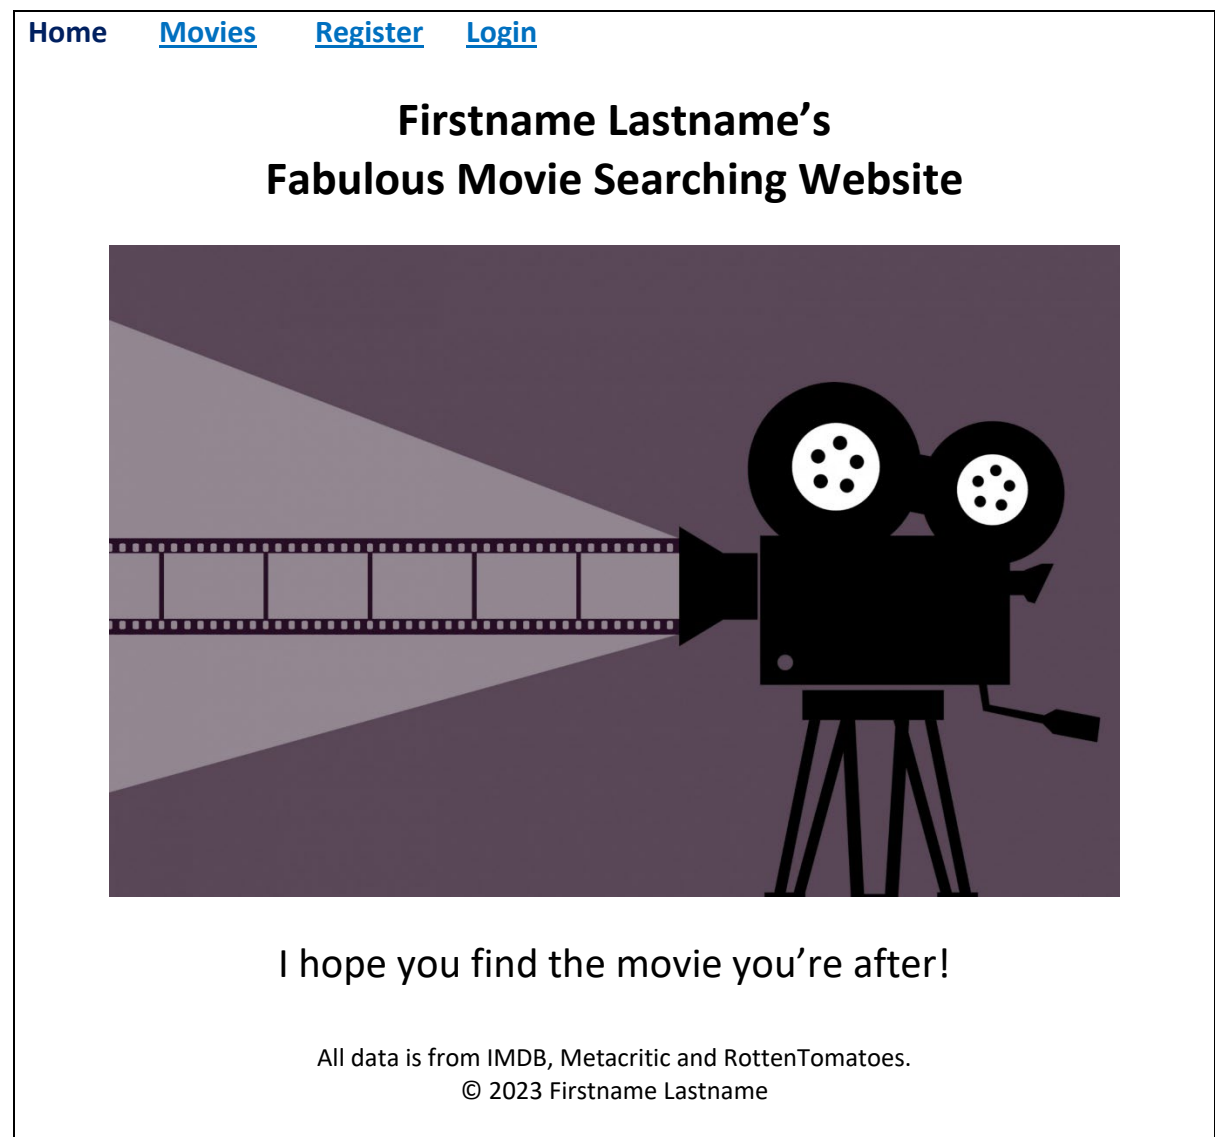 Home Movies Register Login
Firstname Lastname’s
Fabulous Movie Searching Website
I hope you find the movie you’re after!
All data is from IMDB, Metacritic and RottenTomatoes.
© 2023 Firstname Lastname